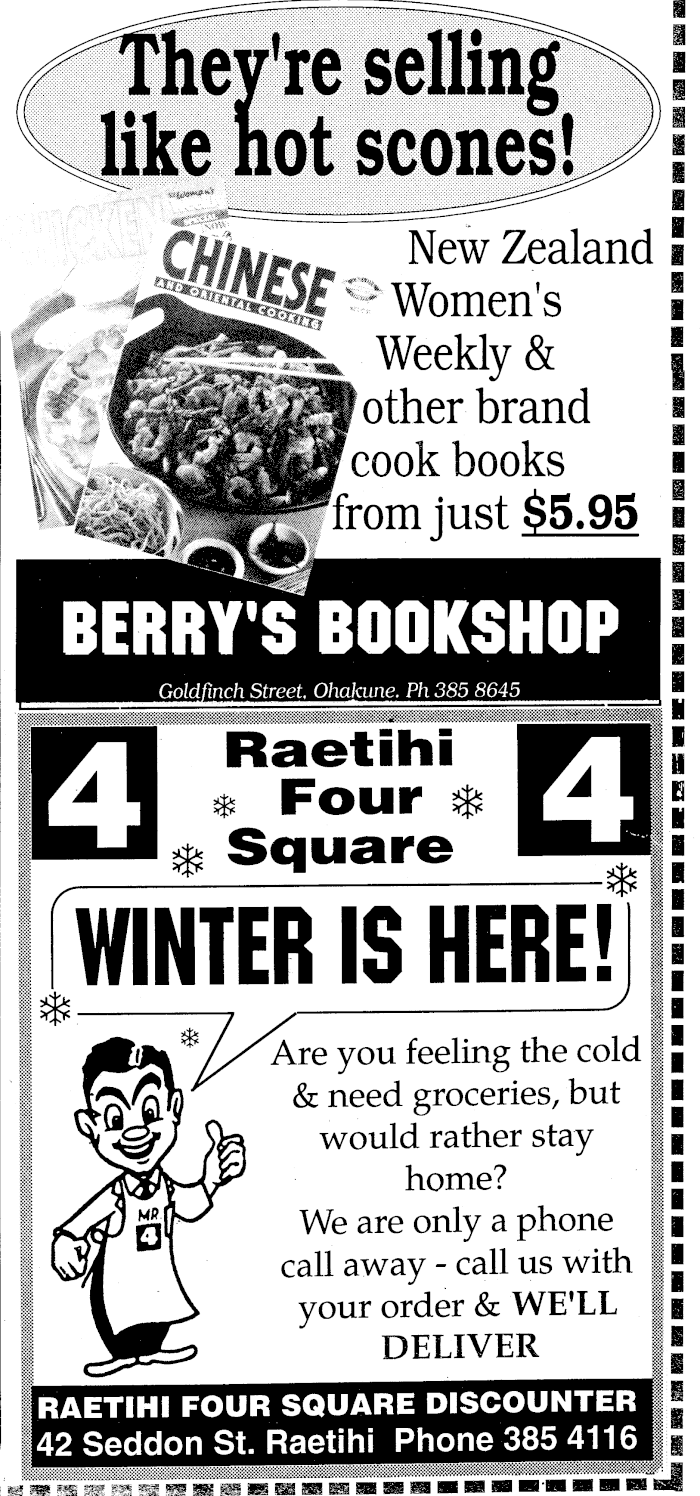 They're selling
like hot scones!
CHICKEN
Woman's
CHINESE
AND ORIENTAL COOKING
New Zealand
Women's
Weekly &
other brand
cook books
from just $5.95
BERRY'S BOOKSHOP
Goldfinch Street, Ohakune. Ph 385 8645
4
Raetihi
Four
Square
4
WINTER IS HERE!
Are you feeling the cold
& need groceries, but
would rather stay
home?
We are only a phone
call away - call us with
your order & WE'LL
DELIVER
MR
4
RAETIHI FOUR SQUARE DISCOUNTER
42 Seddon St. Raetihi Phone 385 4116